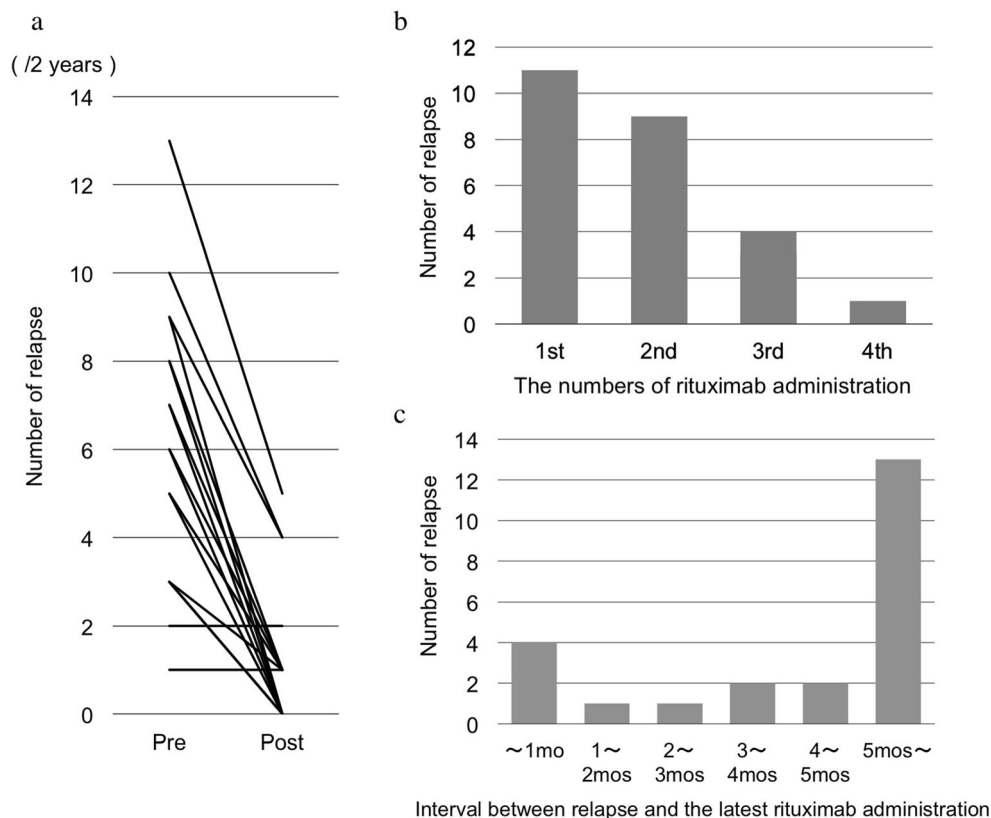 a
( /2 years )
Number of relapse
14
12
10
8
6
4
2
0
Pre Post
b
Number of relapse
12
10
8
6
4
2
0
1st 2nd 3rd 4th
The numbers of rituximab administration
c
Number of relapse
14
12
10
8
6
4
2
0
～1mo 1～ 2～ 3～ 4～ 5mos～
2mos 3mos 4mos 5mos
Interval between relapse and the latest rituximab administration